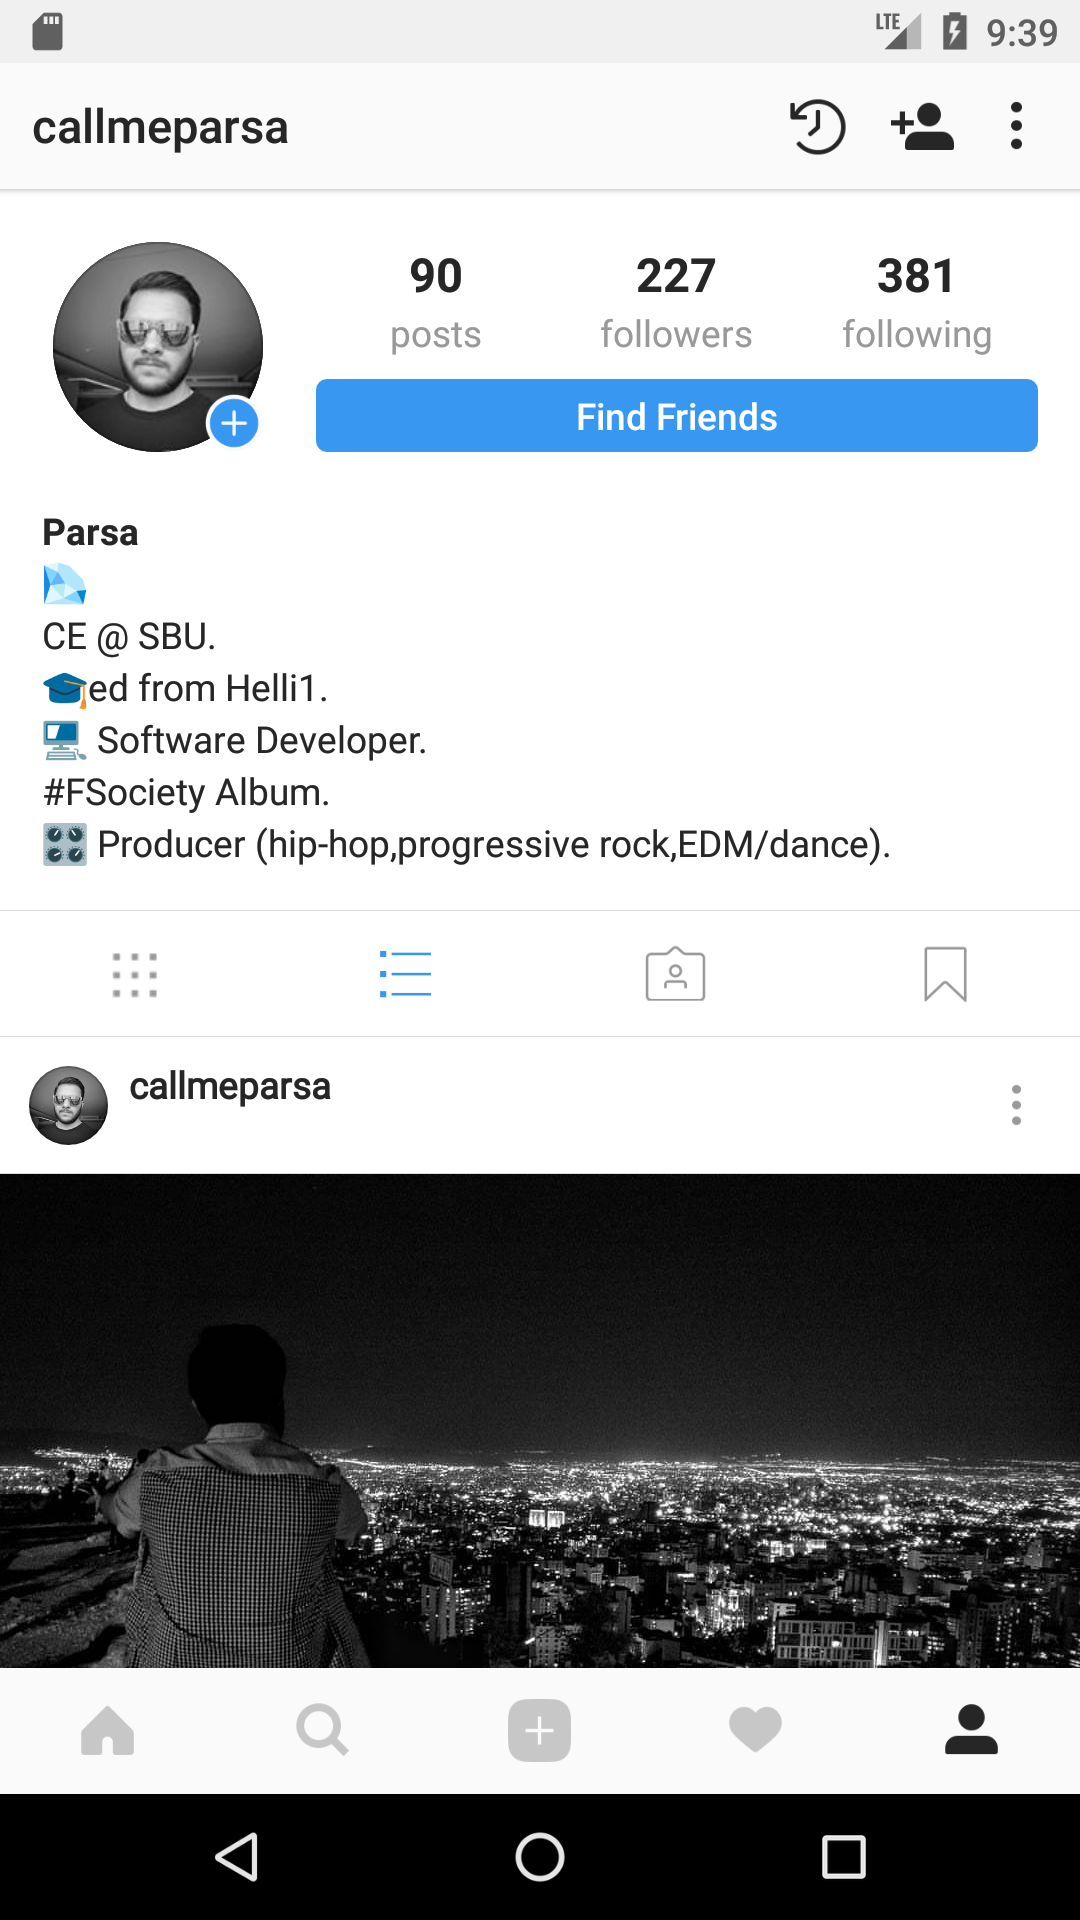 LTE 9:39
callmeparsa
90 227 381
posts followers following
Find Friends
Parsa
CE @ SBU.
🎓ed from Helli1.
🖥 Software Developer.
#FSociety Album.
🎛 Producer (hip-hop,progressive rock,EDM/dance).
callmeparsa